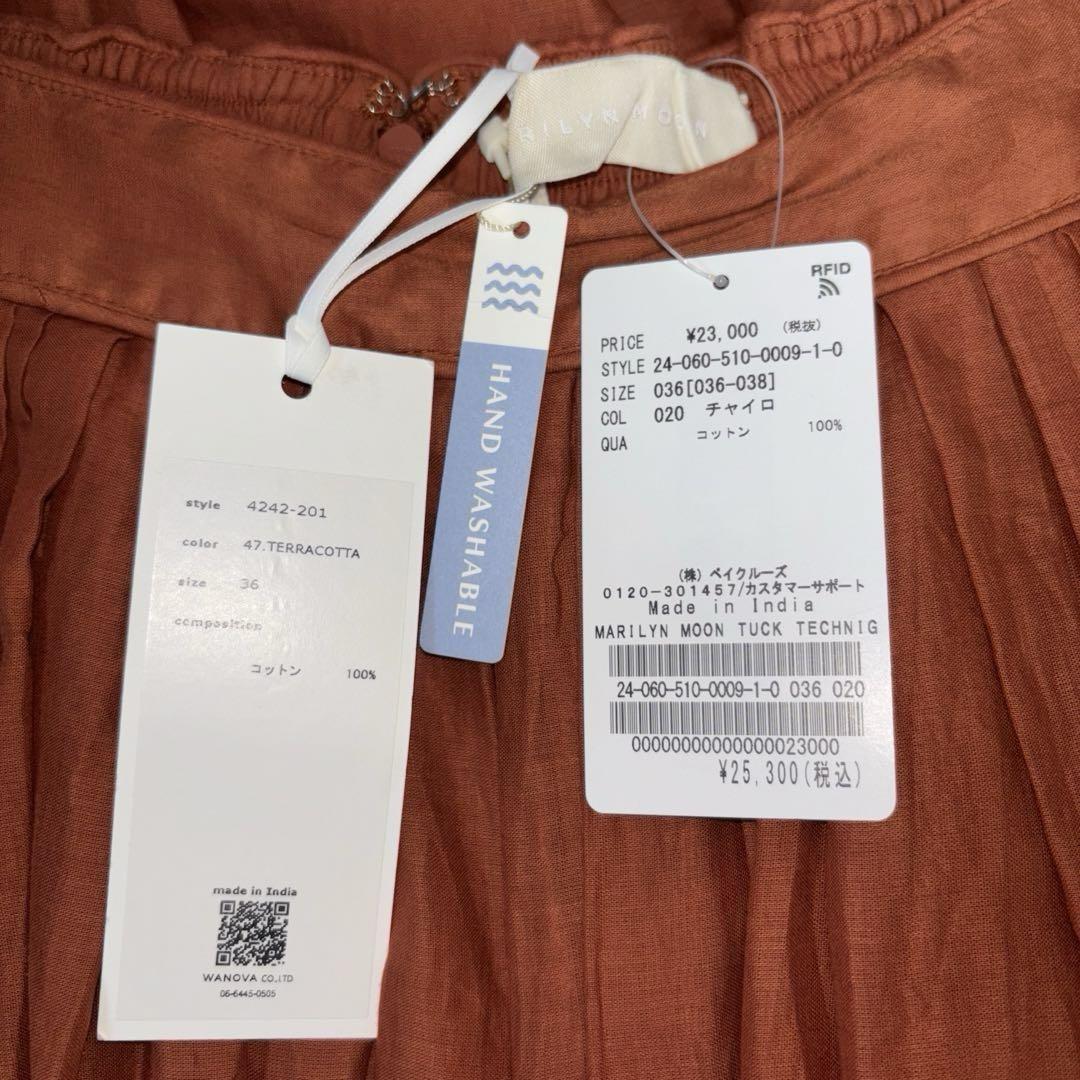 RILYN MOON
HAND WASHABLE
style 4242-201
color 47.TERRACOTTA
size 36
composition
コットン 100%
made in India
WANOVA CO.,LTD
06-6445-0505
RFID
PRICE ¥23,000 (税抜)
STYLE 24-060-510-0009-1-0
SIZE 036[036-038]
COL 020 チャイロ
QUA コットン 100%
(株) ベイクルーズ
0120-301457/カスタマーサポート
Made in India
MARILYN MOON TUCK TECHNIG
24-060-510-0009-1-0 036 020
00000000000000023000
¥25,300(税込)